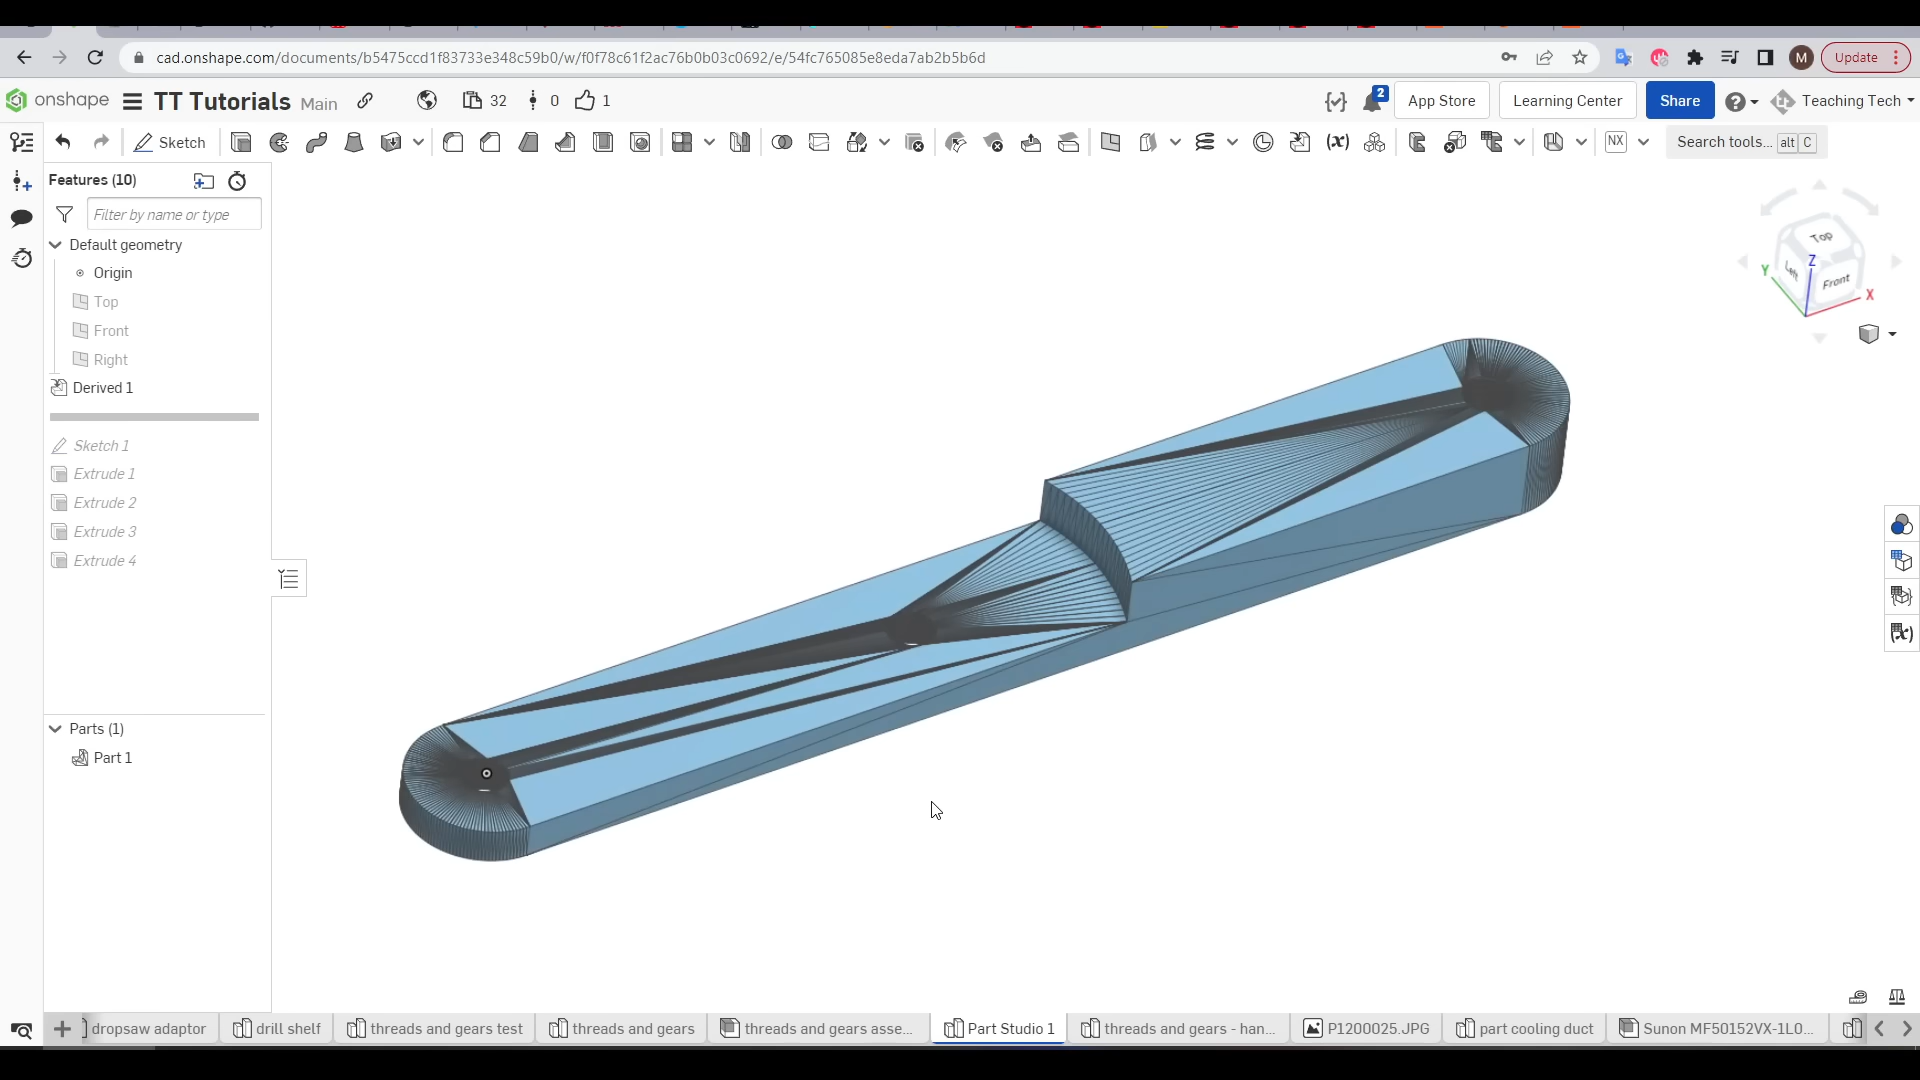 cad.onshape.com/documents/b5475ccd1f83733e348c59b0/w/f0f78c61f2ac76b0b03c0692/e/54fc765085e8eda7ab2b5b6d
M
Update
onshape
TT Tutorials Main
32
0
1
2
App Store
Learning Center
Share
Teaching Tech
Sketch
(x)
NX
Search tools... alt C
Features (10)
Filter by name or type
Default geometry
Origin
Top
Front
Right
Derived 1
Sketch 1
Extrude 1
Extrude 2
Extrude 3
Extrude 4
Parts (1)
Part 1
Top
Left
Front
Z
Y
X
dropsaw adaptor
drill shelf
threads and gears test
threads and gears
threads and gears asse...
Part Studio 1
threads and gears - han...
P1200025.JPG
part cooling duct
Sunon MF50152VX-1L0...